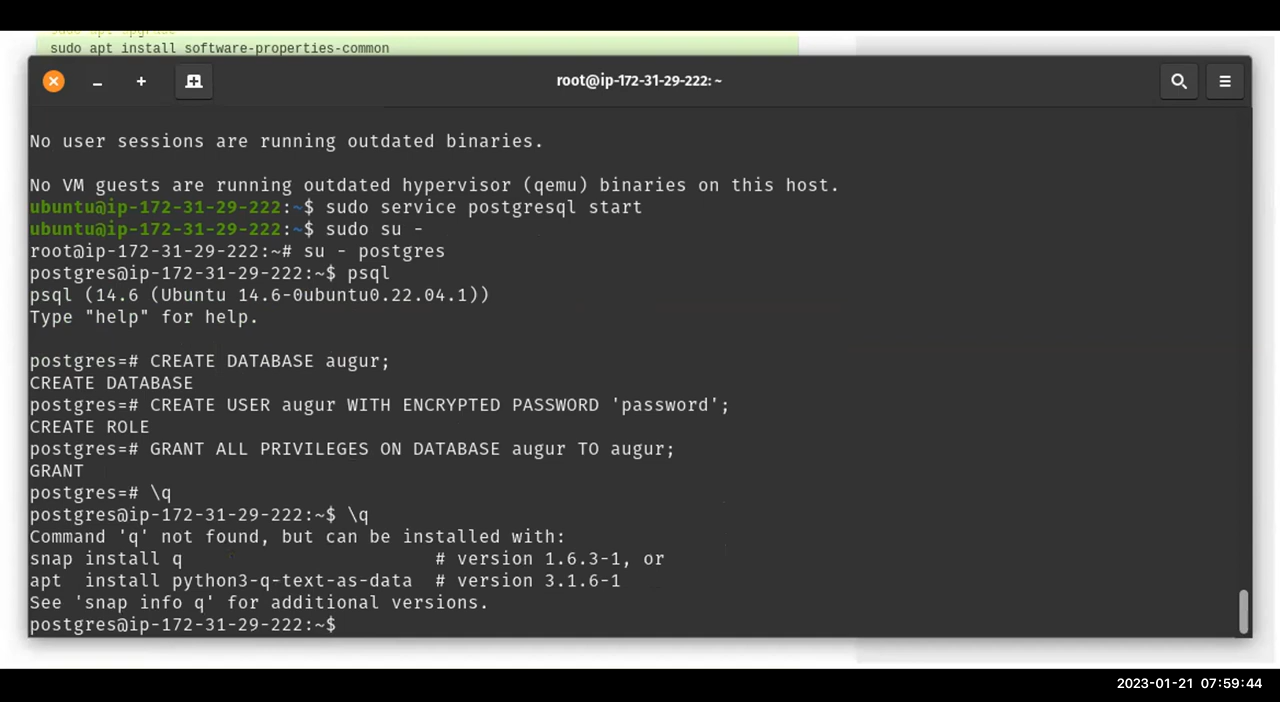 sudo apt upgrade
sudo apt install software-properties-common
root@ip-172-31-29-222: ~
No user sessions are running outdated binaries.
No VM guests are running outdated hypervisor (qemu) binaries on this host.
ubuntu@ip-172-31-29-222:~$ sudo service postgresql start
ubuntu@ip-172-31-29-222:~$ sudo su -
root@ip-172-31-29-222:~# su - postgres
postgres@ip-172-31-29-222:~$ psql
psql (14.6 (Ubuntu 14.6-0ubuntu0.22.04.1))
Type "help" for help.
postgres=# CREATE DATABASE augur;
CREATE DATABASE
postgres=# CREATE USER augur WITH ENCRYPTED PASSWORD 'password';
CREATE ROLE
postgres=# GRANT ALL PRIVILEGES ON DATABASE augur TO augur;
GRANT
postgres=# \q
postgres@ip-172-31-29-222:~$ \q
Command 'q' not found, but can be installed with:
snap install q                       # version 1.6.3-1, or
apt  install python3-q-text-as-data  # version 3.1.6-1
See 'snap info q' for additional versions.
postgres@ip-172-31-29-222:~$
2023-01-21 07:59:44